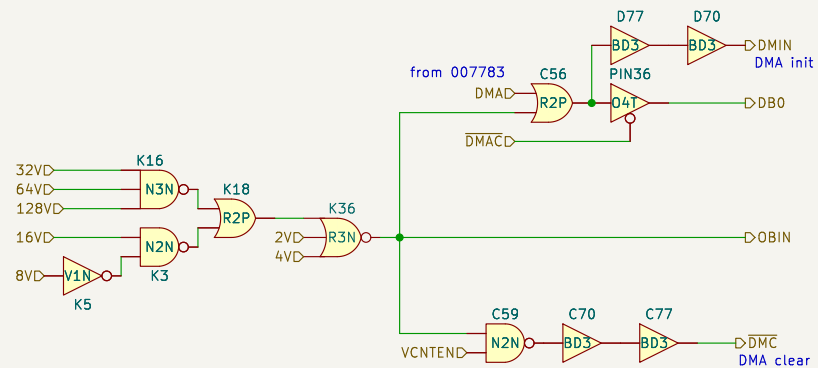 D77
D70
BD3
BD3
DMIN
DMA init
from 007783
C56
PIN36
DMA
R2P
O4T
DB0
DMAC
K16
32V
64V
N3N
128V
K18
R2P
K36
16V
N2N
2V
R3N
OBIN
4V
8V
V1N
K3
K5
C59
C70
C77
N2N
BD3
BD3
DMC
VCNTEN
DMA clear